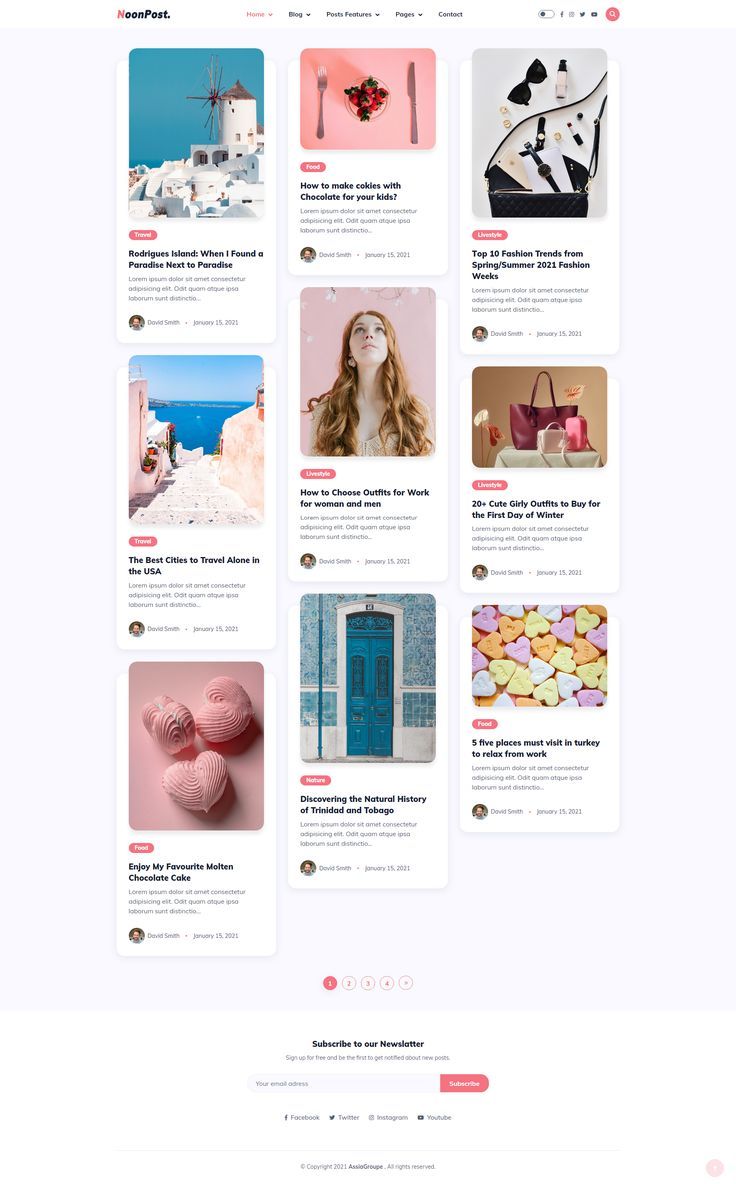 NoonPost.
Home
Blog
Posts Features
Pages
Contact
Travel
Rodrigues Island: When I Found a
Paradise Next to Paradise
Lorem ipsum dolor sit amet consectetur
adipisicing elit. Odit quam atque ipsa
laborum sunt distinctio...
David Smith • January 15, 2021
Travel
The Best Cities to Travel Alone in
the USA
Lorem ipsum dolor sit amet consectetur
adipisicing elit. Odit quam atque ipsa
laborum sunt distinctio...
David Smith • January 15, 2021
Food
Enjoy My Favourite Molten
Chocolate Cake
Lorem ipsum dolor sit amet consectetur
adipisicing elit. Odit quam atque ipsa
laborum sunt distinctio...
David Smith • January 15, 2021
Food
How to make cokies with
Chocolate for your kids?
Lorem ipsum dolor sit amet consectetur
adipisicing elit. Odit quam atque ipsa
laborum sunt distinctio...
David Smith • January 15, 2021
Livestyle
How to Choose Outfits for Work
for woman and men
Lorem ipsum dolor sit amet consectetur
adipisicing elit. Odit quam atque ipsa
laborum sunt distinctio...
David Smith • January 15, 2021
Nature
Discovering the Natural History
of Trinidad and Tobago
Lorem ipsum dolor sit amet consectetur
adipisicing elit. Odit quam atque ipsa
laborum sunt distinctio...
David Smith • January 15, 2021
Livestyle
Top 10 Fashion Trends from
Spring/Summer 2021 Fashion
Weeks
Lorem ipsum dolor sit amet consectetur
adipisicing elit. Odit quam atque ipsa
laborum sunt distinctio...
David Smith • January 15, 2021
Livestyle
20+ Cute Girly Outfits to Buy for
the First Day of Winter
Lorem ipsum dolor sit amet consectetur
adipisicing elit. Odit quam atque ipsa
laborum sunt distinctio...
David Smith • January 15, 2021
Food
5 five places must visit in turkey
to relax from work
Lorem ipsum dolor sit amet consectetur
adipisicing elit. Odit quam atque ipsa
laborum sunt distinctio...
David Smith • January 15, 2021
1 2 3 4 »
Subscribe to our Newslatter
Sign up for free and be the first to get notified about new posts.
Your email adress
Subscribe
Facebook Twitter Instagram Youtube
© Copyright 2021 AssiaGroupe . All rights reserved.